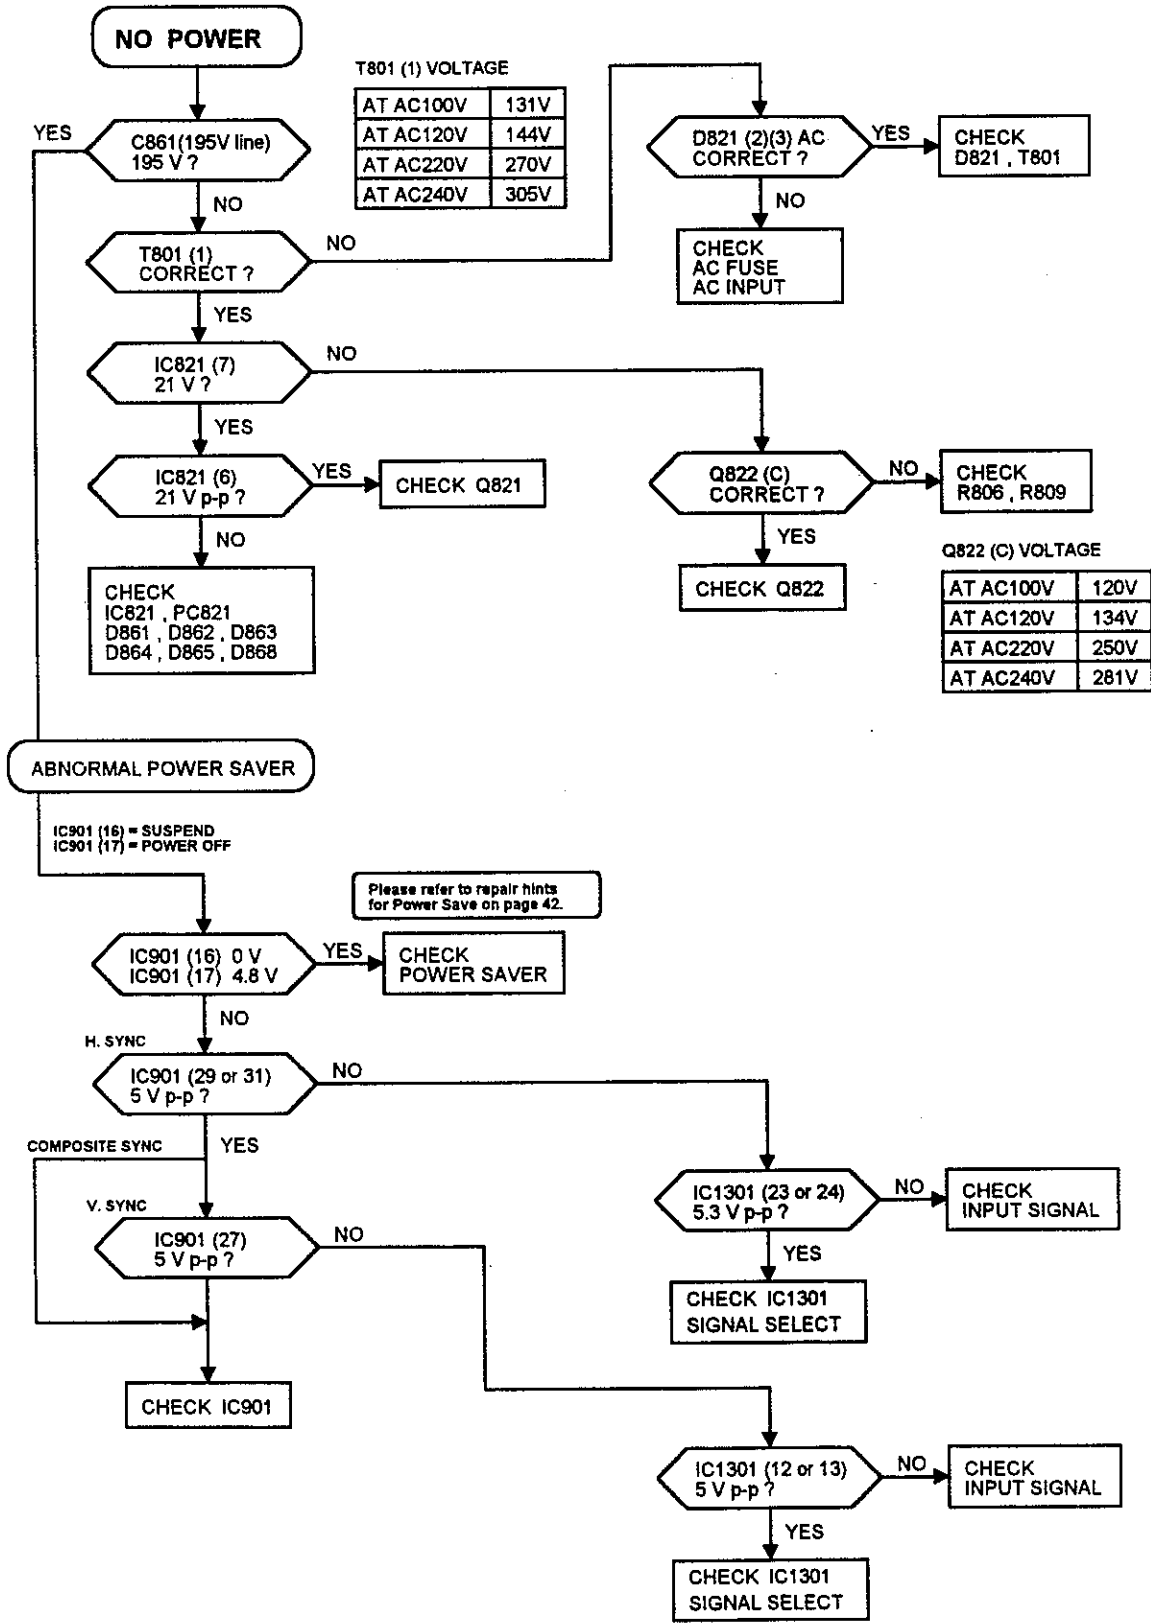 NO POWER
T801 (1) VOLTAGE
AT AC100V 131V
AT AC120V 144V
AT AC220V 270V
AT AC240V 305V
YES
C861(195V line)
195 V ?
NO
D821 (2)(3) AC
CORRECT ?
YES
CHECK
D821 , T801
NO
CHECK
AC FUSE
AC INPUT
T801 (1)
CORRECT ?
NO
YES
IC821 (7)
21 V ?
NO
YES
IC821 (6)
21 V p-p ?
YES
CHECK Q821
NO
CHECK
IC821 , PC821
D861 , D862 , D863
D864 , D865 , D868
Q822 (C)
CORRECT ?
NO
CHECK
R806 , R809
YES
CHECK Q822
Q822 (C) VOLTAGE
AT AC100V 120V
AT AC120V 134V
AT AC220V 250V
AT AC240V 281V
ABNORMAL POWER SAVER
IC901 (16) = SUSPEND
IC901 (17) = POWER OFF
Please refer to repair hints
for Power Save on page 42.
IC901 (16) 0 V
IC901 (17) 4.8 V
YES
CHECK
POWER SAVER
NO
H. SYNC
IC901 (29 or 31)
5 V p-p ?
NO
YES
COMPOSITE SYNC
V. SYNC
IC901 (27)
5 V p-p ?
NO
IC1301 (23 or 24)
5.3 V p-p ?
NO
CHECK
INPUT SIGNAL
YES
CHECK IC1301
SIGNAL SELECT
CHECK IC901
IC1301 (12 or 13)
5 V p-p ?
NO
CHECK
INPUT SIGNAL
YES
CHECK IC1301
SIGNAL SELECT